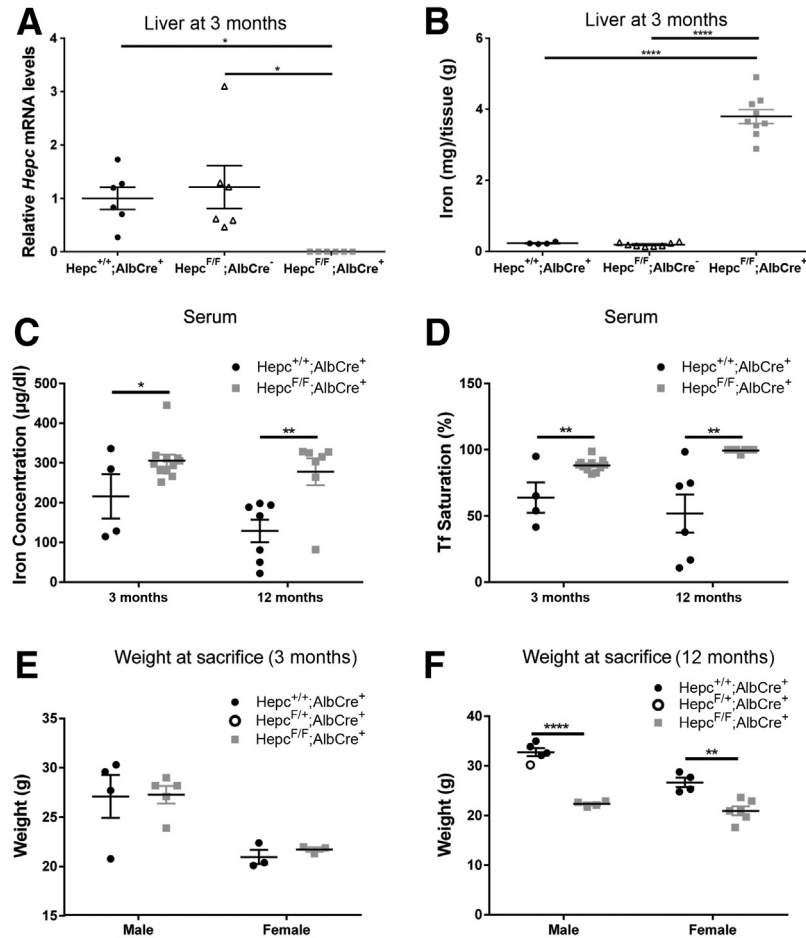 A
Liver at 3 months
Relative Hepc mRNA levels
4
3
2
1
0
*
*
Hepc+/+;AlbCre+
HepcF/F;AlbCre-
HepcF/F;AlbCre+
B
Liver at 3 months
Iron (mg)/tissue (g)
6
4
2
0
****
****
Hepc+/+;AlbCre+
HepcF/F;AlbCre-
HepcF/F;AlbCre+
C
Serum
Hepc+/+;AlbCre+
HepcF/F;AlbCre+
Iron Concentration (µg/dl)
500
400
300
200
100
0
*
**
3 months
12 months
D
Serum
Hepc+/+;AlbCre+
HepcF/F;AlbCre+
Tf Saturation (%)
150
100
50
0
**
**
3 months
12 months
E
Weight at sacrifice (3 months)
Hepc+/+;AlbCre+
HepcF/+;AlbCre+
HepcF/F;AlbCre+
Weight (g)
35
30
25
20
15
Male
Female
F
Weight at sacrifice (12 months)
Hepc+/+;AlbCre+
HepcF/+;AlbCre+
HepcF/F;AlbCre+
Weight (g)
40
30
20
10
0
****
**
Male
Female